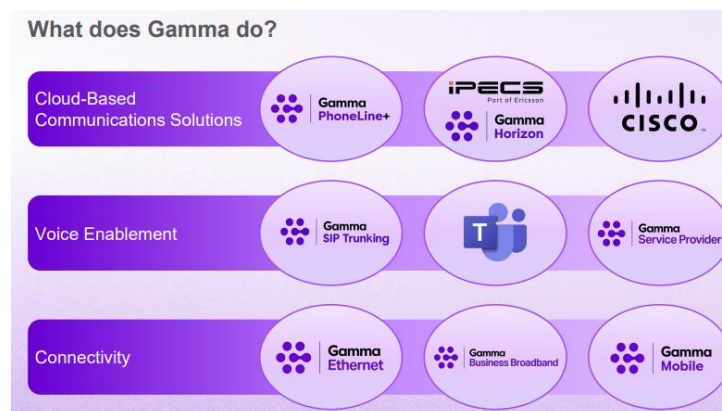 What does Gamma do?
Cloud-Based
Communications Solutions
Gamma
PhoneLine+
iPECS
Part of Ericsson
Gamma
Horizon
CISCO
Voice Enablement
Gamma
SIP Trunking
T
Gamma
Service Provider
Connectivity
Gamma
Ethernet
Gamma
Business Broadband
Gamma
Mobile